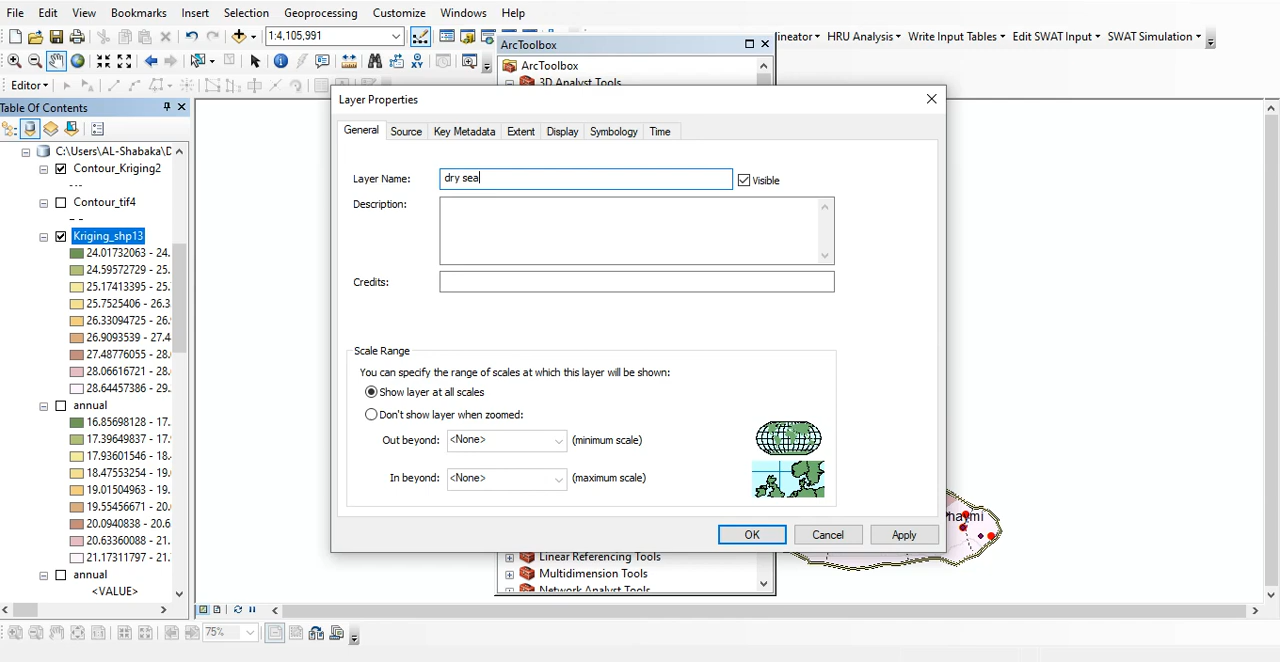 File Edit View Bookmarks Insert Selection Geoprocessing Customize Windows Help
1:4,105,991
ineator HRU Analysis Write Input Tables Edit SWAT Input SWAT Simulation
Editor
ArcToolbox
ArcToolbox
3D Analyst Tools
Table Of Contents
C:\Users\AL-Shabaka\D
Contour_Kriging2
Contour_tif4
Kriging_shp13
24.01732063 - 24.
24.59572729 - 25.
25.17413395 - 25.
25.7525406 - 26.3
26.33094725 - 26.
26.9093539 - 27.4
27.48776055 - 28.
28.06616721 - 28.
28.64457386 - 29.
annual
16.85698128 - 17.
17.39649837 - 17.
17.93601546 - 18.
18.47553254 - 19.
19.01504963 - 19.
19.55456671 - 20.
20.0940838 - 20.6
20.63360088 - 21.
21.17311797 - 21.
annual
<VALUE>
Layer Properties
General Source Key Metadata Extent Display Symbology Time
Layer Name: dry sea Visible
Description:
Credits:
Scale Range
You can specify the range of scales at which this layer will be shown:
Show layer at all scales
Don't show layer when zoomed:
Out beyond: <None> (minimum scale)
In beyond: <None> (maximum scale)
OK Cancel Apply
Linear Referencing Tools
Multidimension Tools
Network Analyst Tools
75%